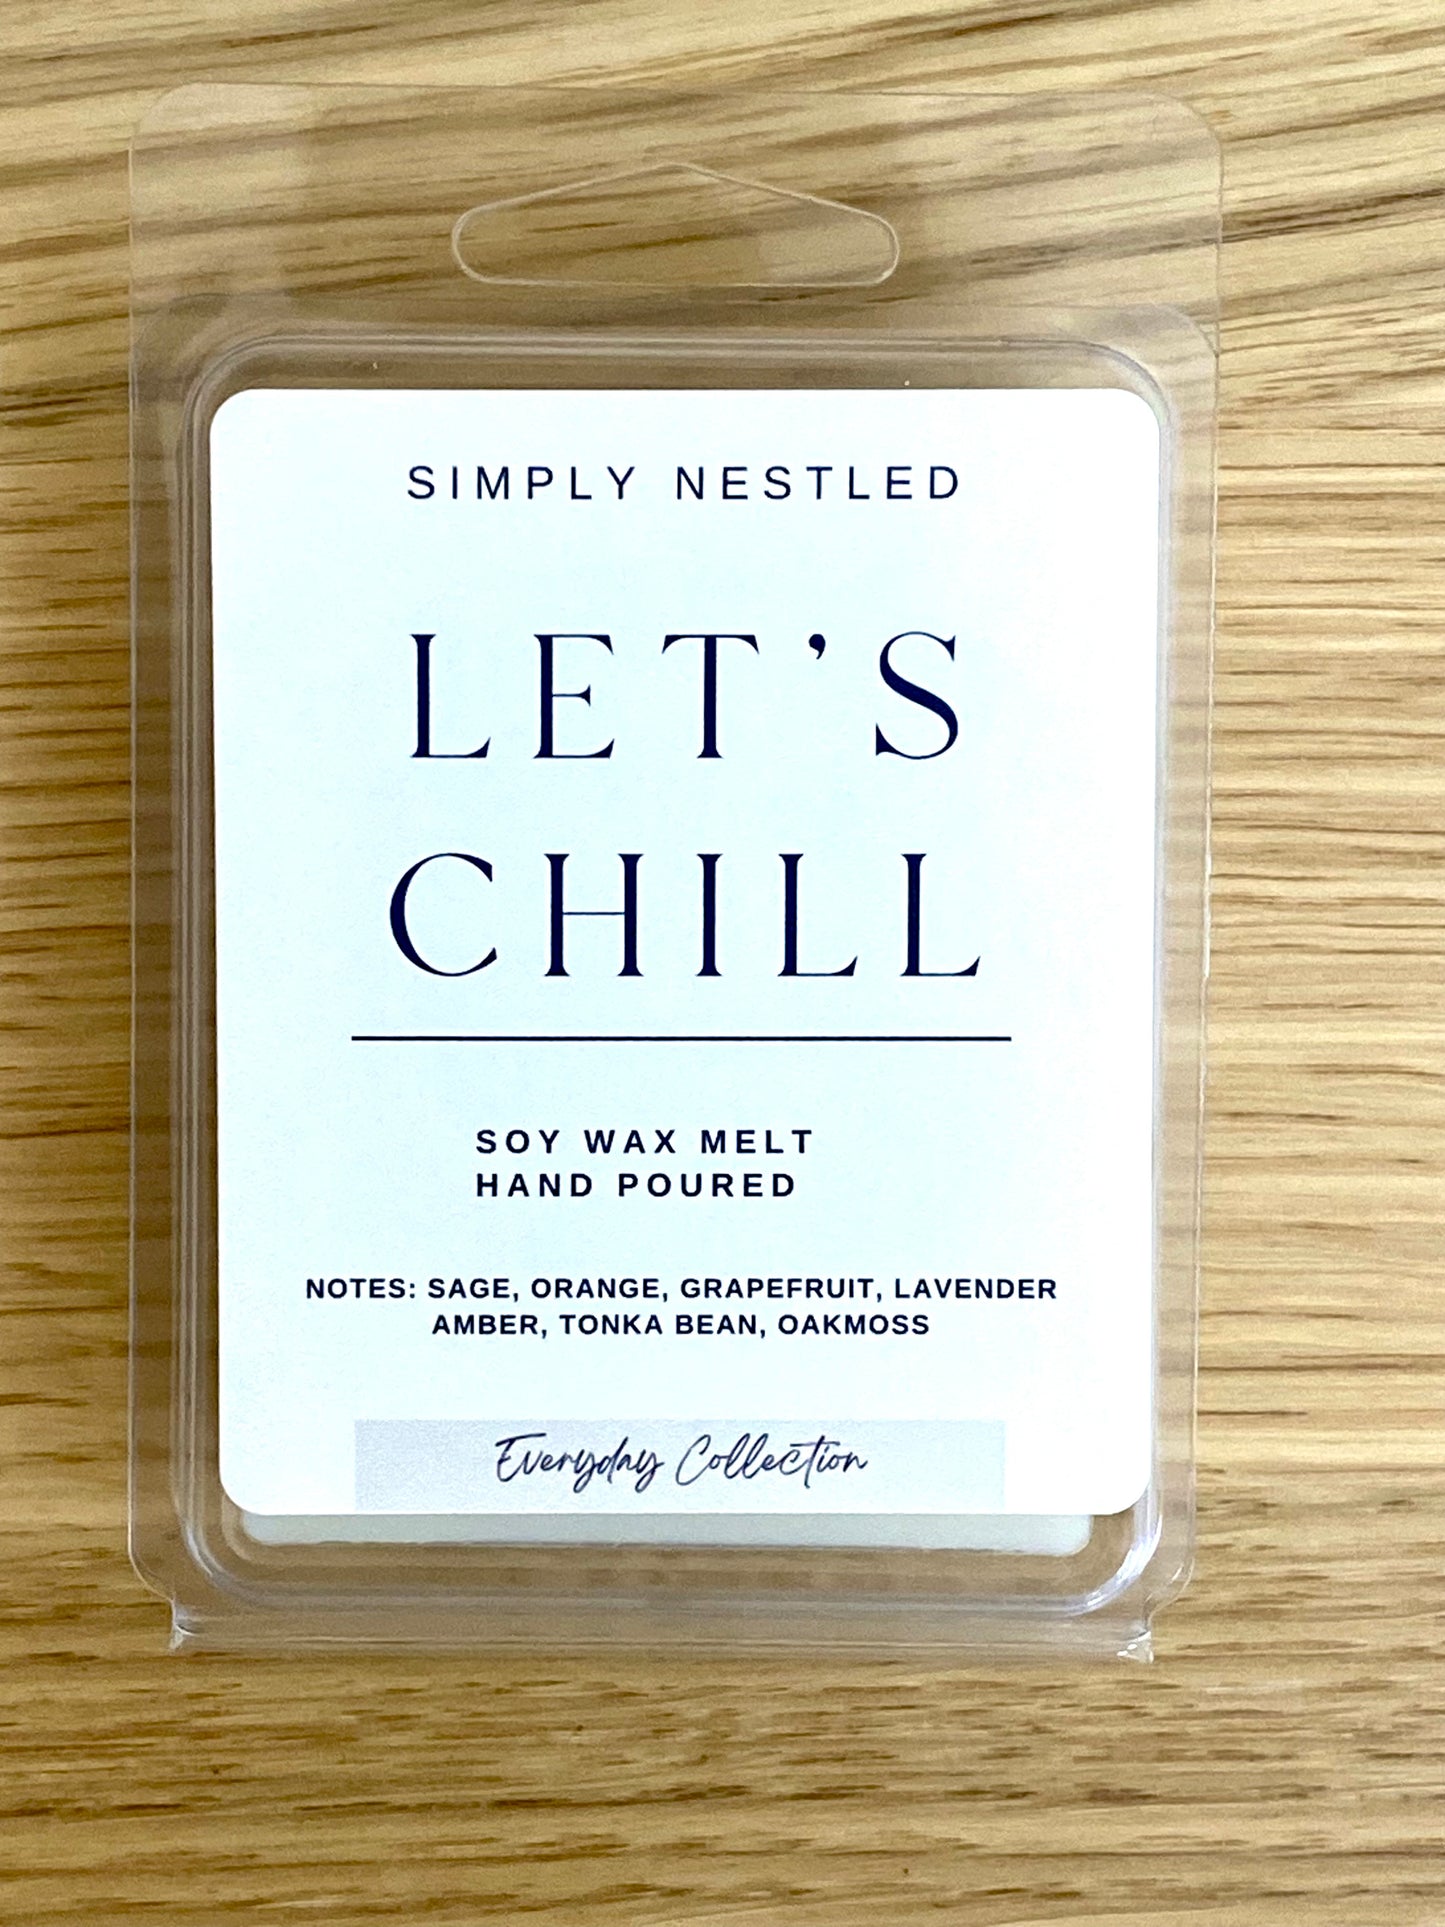 SIMPLY NESTLED
LET'S
CHILL
SOY WAX MELT
HAND POURED
NOTES: SAGE, ORANGE, GRAPEFRUIT, LAVENDER
AMBER, TONKA BEAN, OAKMOSS
Everyday Collection